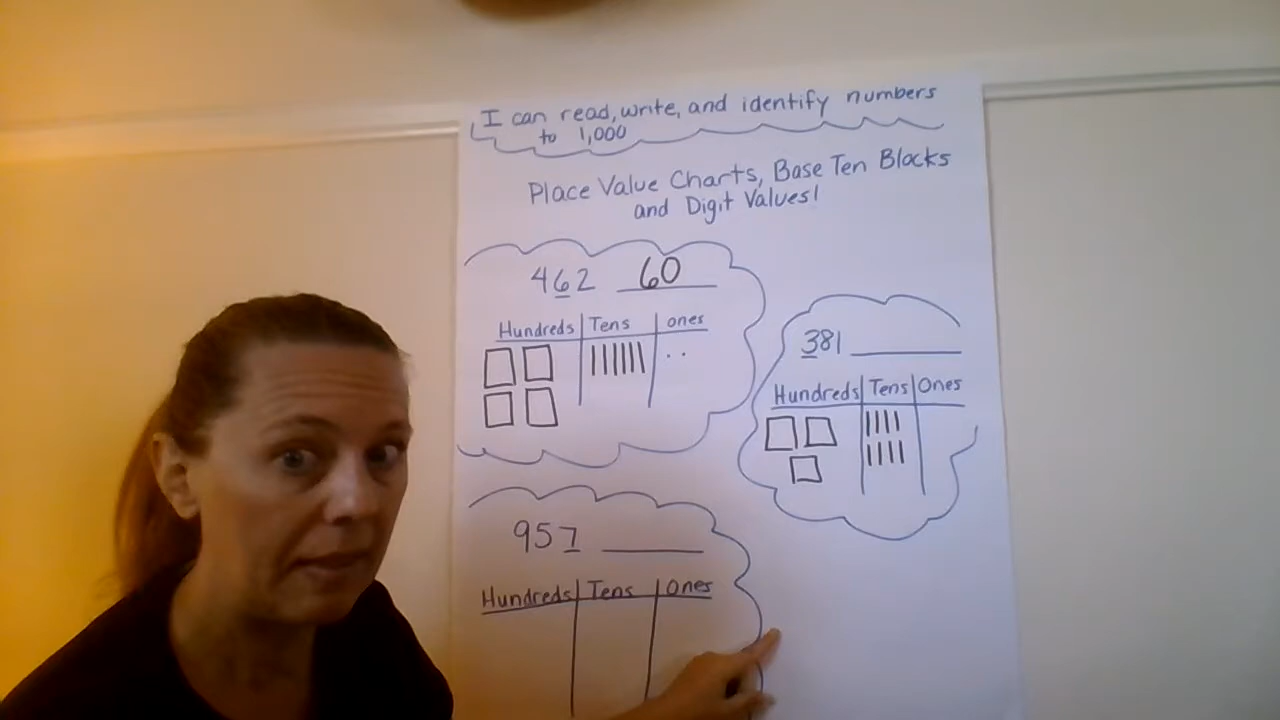 I can read, write, and identify numbers
to 1,000
Place Value Charts, Base Ten Blocks
and Digit Values!
462 60
Hundreds Tens ones
381
Hundreds Tens Ones
957
Hundreds Tens Ones